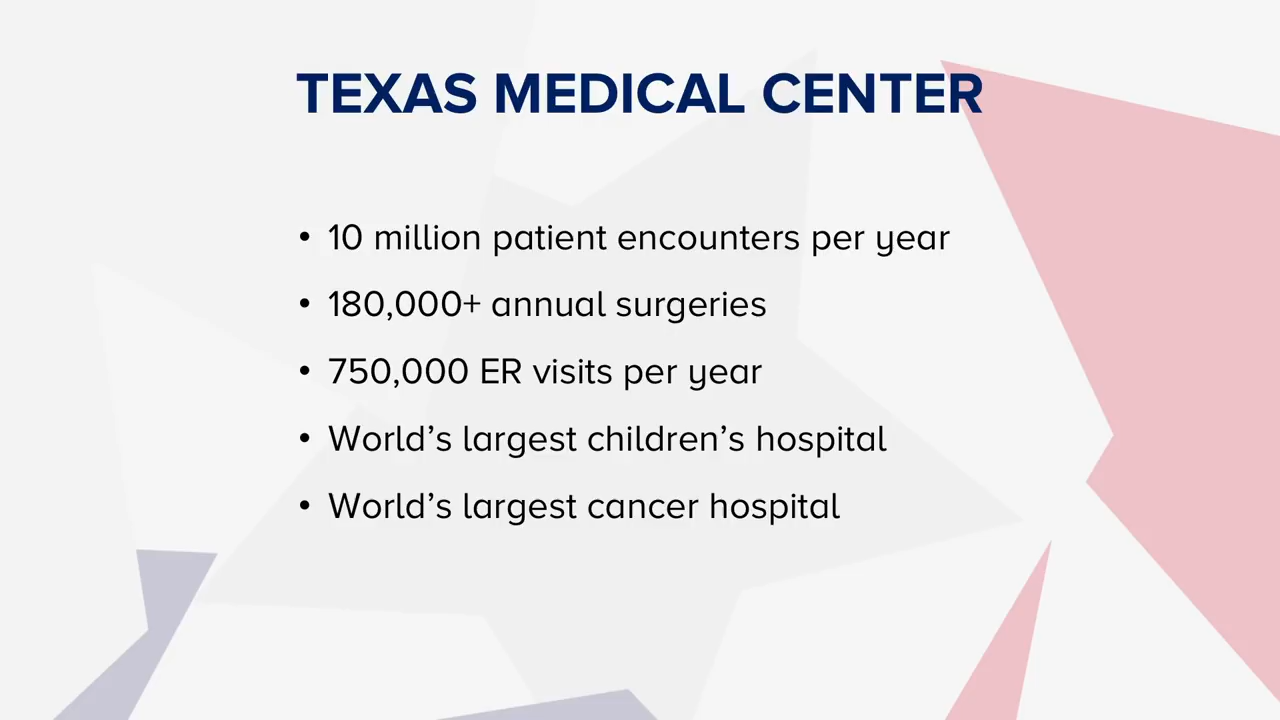 TEXAS MEDICAL CENTER
• 10 million patient encounters per year
• 180,000+ annual surgeries
• 750,000 ER visits per year
• World’s largest children’s hospital
• World’s largest cancer hospital